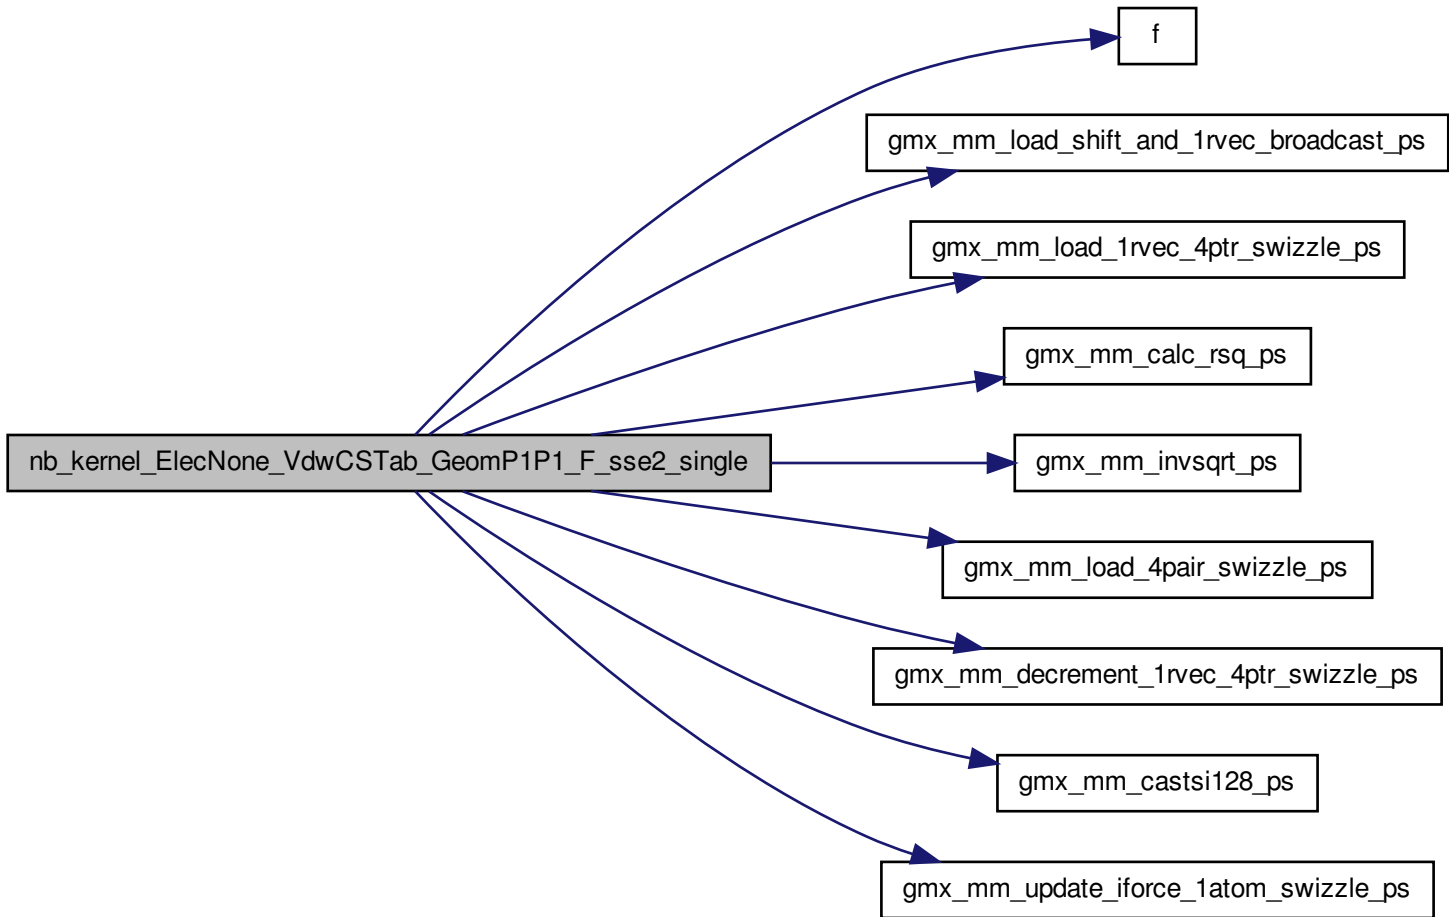 f
gmx_mm_load_shift_and_1rvec_broadcast_ps
gmx_mm_load_1rvec_4ptr_swizzle_ps
gmx_mm_calc_rsq_ps
nb_kernel_ElecNone_VdwCSTab_GeomP1P1_F_sse2_single
gmx_mm_invsqrt_ps
gmx_mm_load_4pair_swizzle_ps
gmx_mm_decrement_1rvec_4ptr_swizzle_ps
gmx_mm_castsi128_ps
gmx_mm_update_iforce_1atom_swizzle_ps